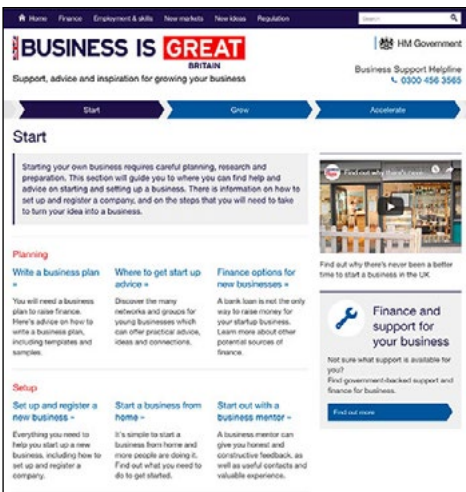 Home Finance Employment & skills New markets New ideas Regulation
Search
BUSINESS IS GREAT
BRITAIN
Support, advice and inspiration for growing your business
HM Government
Business Support Helpline
0300 456 3565
Start
Grow
Accelerate
Start
Starting your own business requires careful planning, research and
preparation. This section will guide you to where you can find help and
advice on starting and setting up a business. There is information on how to
set up and register a company, and on the steps that you will need to take
to turn your idea into a business.
Find out why there's never
Find out why there's never been a better
time to start a business in the UK
Planning
Write a business plan
»
You will need a business
plan to raise finance.
Here's advice on how to
write a business plan,
including templates and
samples.
Where to get start up
advice »
Discover the many
networks and groups for
young businesses which
can offer practical advice,
ideas and connections.
Finance options for
new businesses »
A bank loan is not the only
way to raise money for
your startup business.
Learn more about other
potential sources of
finance.
Finance and
support for
your business
Not sure what support is available for
you?
Find government-backed support and
finance for business.
Find out more
Setup
Set up and register a
new business »
Everything you need to
help you start up a new
business, including how to
set up and register a
company.
Start a business from
home »
It's simple to start a
business from home and
more people are doing it.
Find out what you need to
do to get started.
Start out with a
business mentor »
A business mentor can
give you honest and
constructive feedback, as
well as useful contacts and
valuable experience.